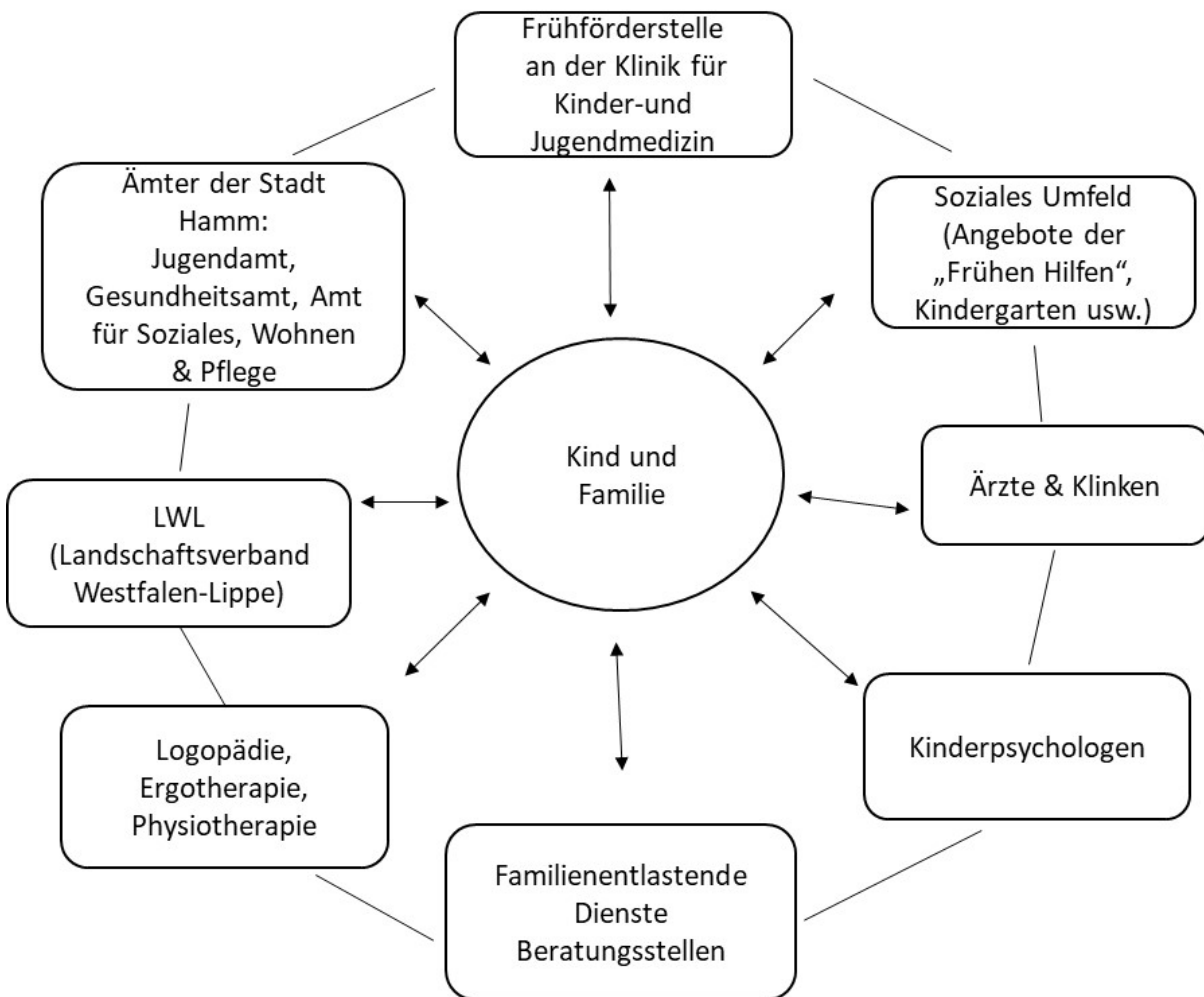 Frühförderstelle
an der Klinik für
Kinder-und
Jugendmedizin
Ämter der Stadt
Hamm:
Jugendamt,
Gesundheitsamt, Amt
für Soziales, Wohnen
& Pflege
Soziales Umfeld
(Angebote der
„Frühen Hilfen“,
Kindergarten usw.)
Kind und
Familie
Ärzte & Klinken
LWL
(Landschaftsverband
Westfalen-Lippe)
Logopädie,
Ergotherapie,
Physiotherapie
Kinderpsychologen
Familienentlastende
Dienste
Beratungsstellen